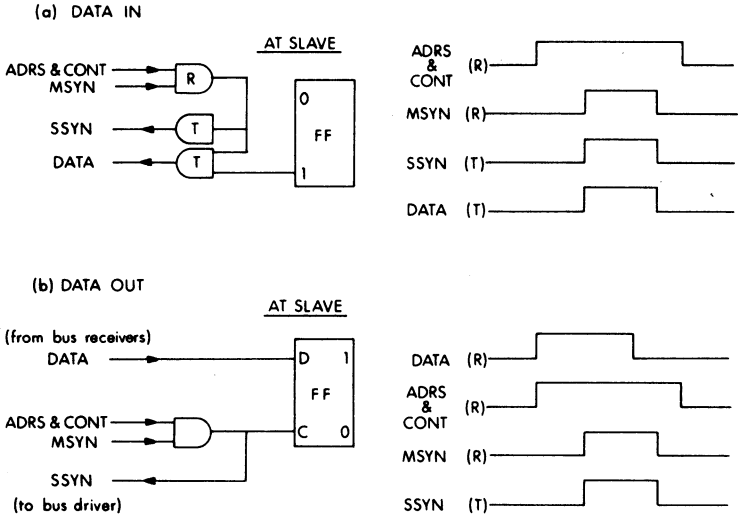 (a) DATA IN
AT SLAVE
ADRS & CONT
MSYN
R
SSYN
T
DATA
T
0
FF
1
ADRS
&
CONT
(R)
MSYN (R)
SSYN (T)
DATA (T)
(b) DATA OUT
AT SLAVE
(from bus receivers)
DATA
D 1
FF
C 0
ADRS & CONT
MSYN
SSYN
(to bus driver)
DATA (R)
ADRS
&
CONT
(R)
MSYN (R)
SSYN (T)